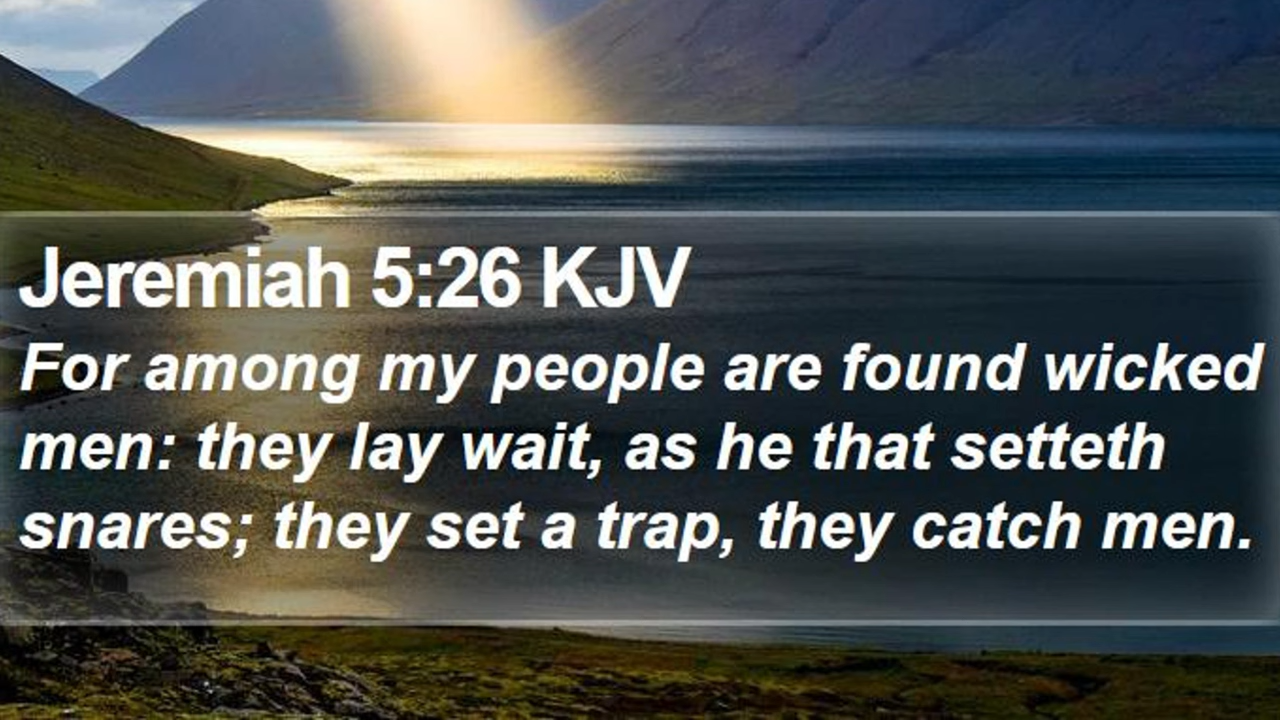 Jeremiah 5:26 KJV
For among my people are found wicked
men: they lay wait, as he that setteth
snares; they set a trap, they catch men.